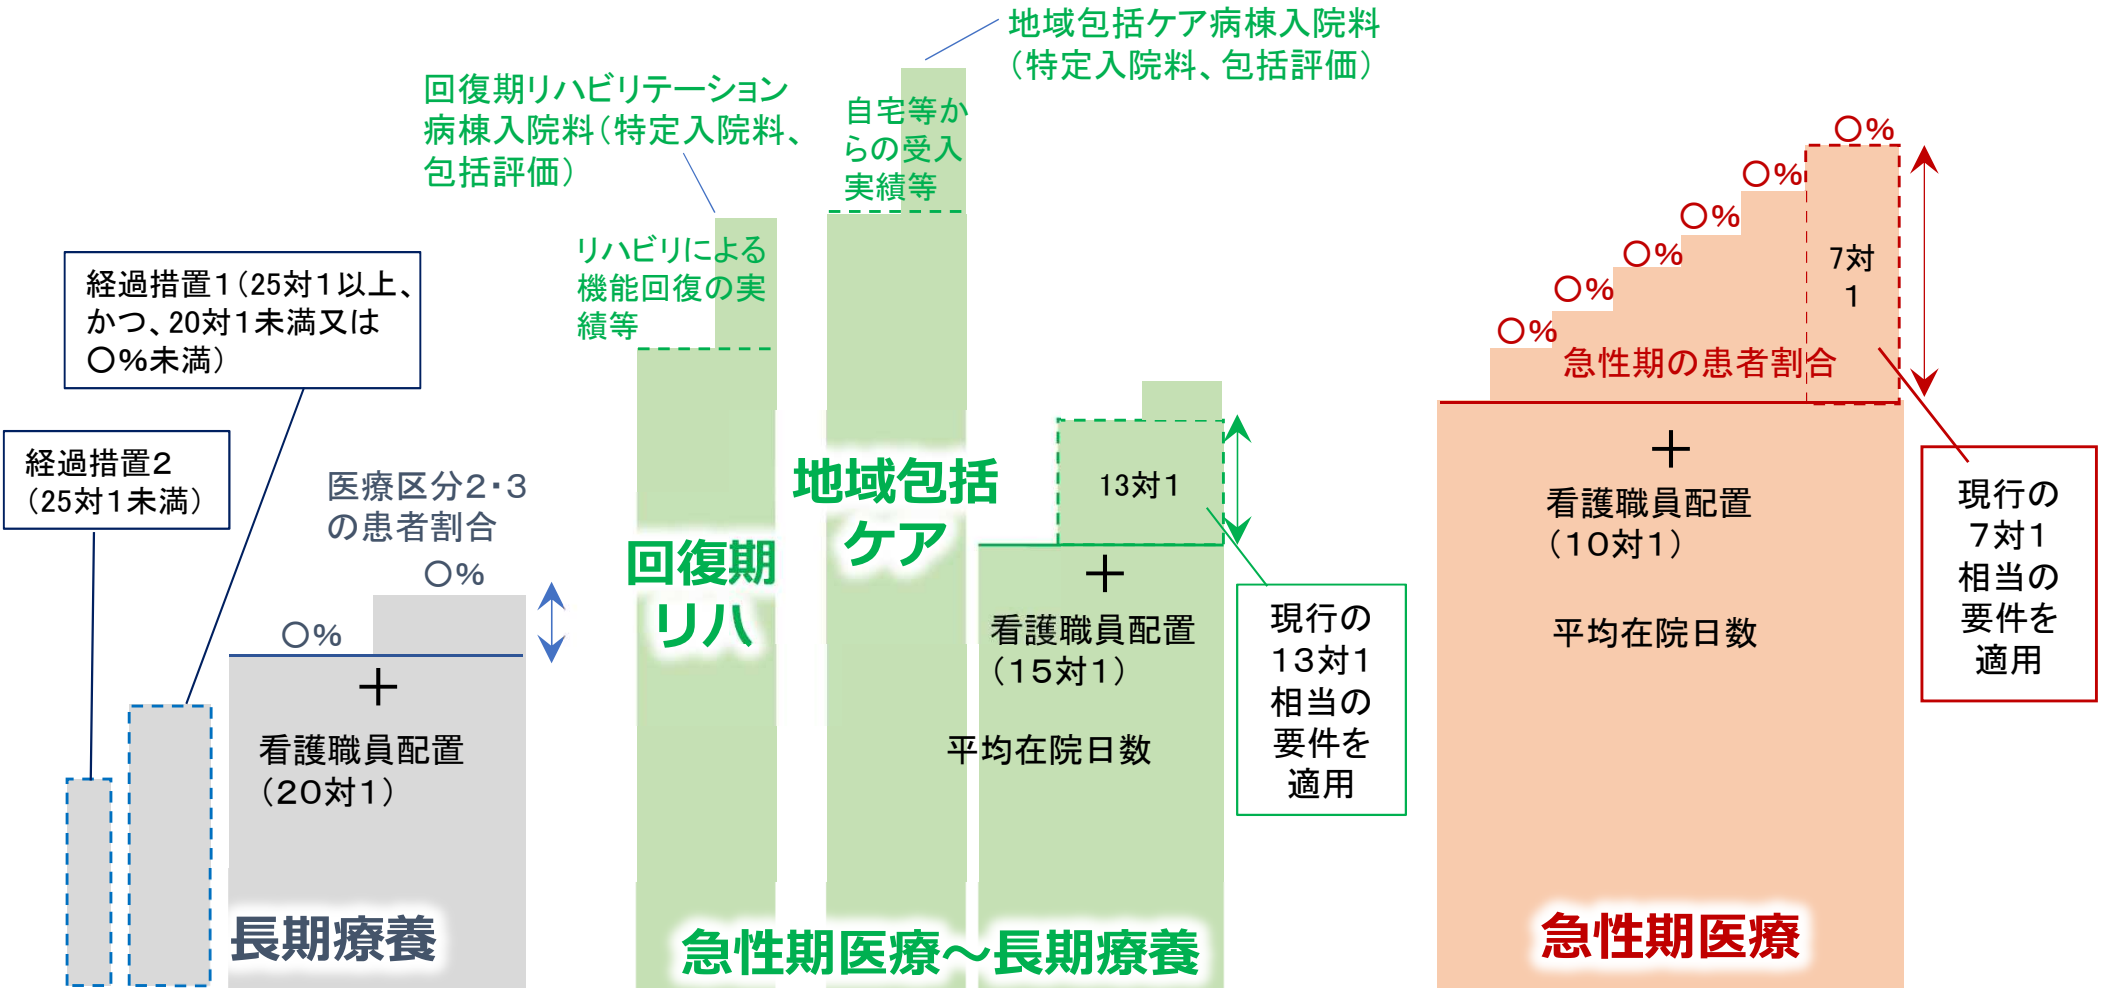 地域包括ケア病棟入院料
（特定入院料、包括評価）
回復期リハビリテーション
病棟入院料（特定入院料、
包括評価）
自宅等か
らの受入
実績等
リハビリによる
機能回復の実
績等
経過措置1（25対1以上、
かつ、20対1未満又は
〇%未満）
経過措置2
（25対1未満）
医療区分2・3
の患者割合
〇%
〇%
＋
看護職員配置
（20対1）
長期療養
回復期
リハ
地域包括
ケア
13対1
＋
看護職員配置
（15対1）
平均在院日数
現行の
13対1
相当の
要件を
適用
急性期医療～長期療養
〇%
〇%
〇%
〇%
〇%
〇%
7対
1
急性期の患者割合
＋
看護職員配置
（10対1）
平均在院日数
現行の
7対1
相当の
要件を
適用
急性期医療